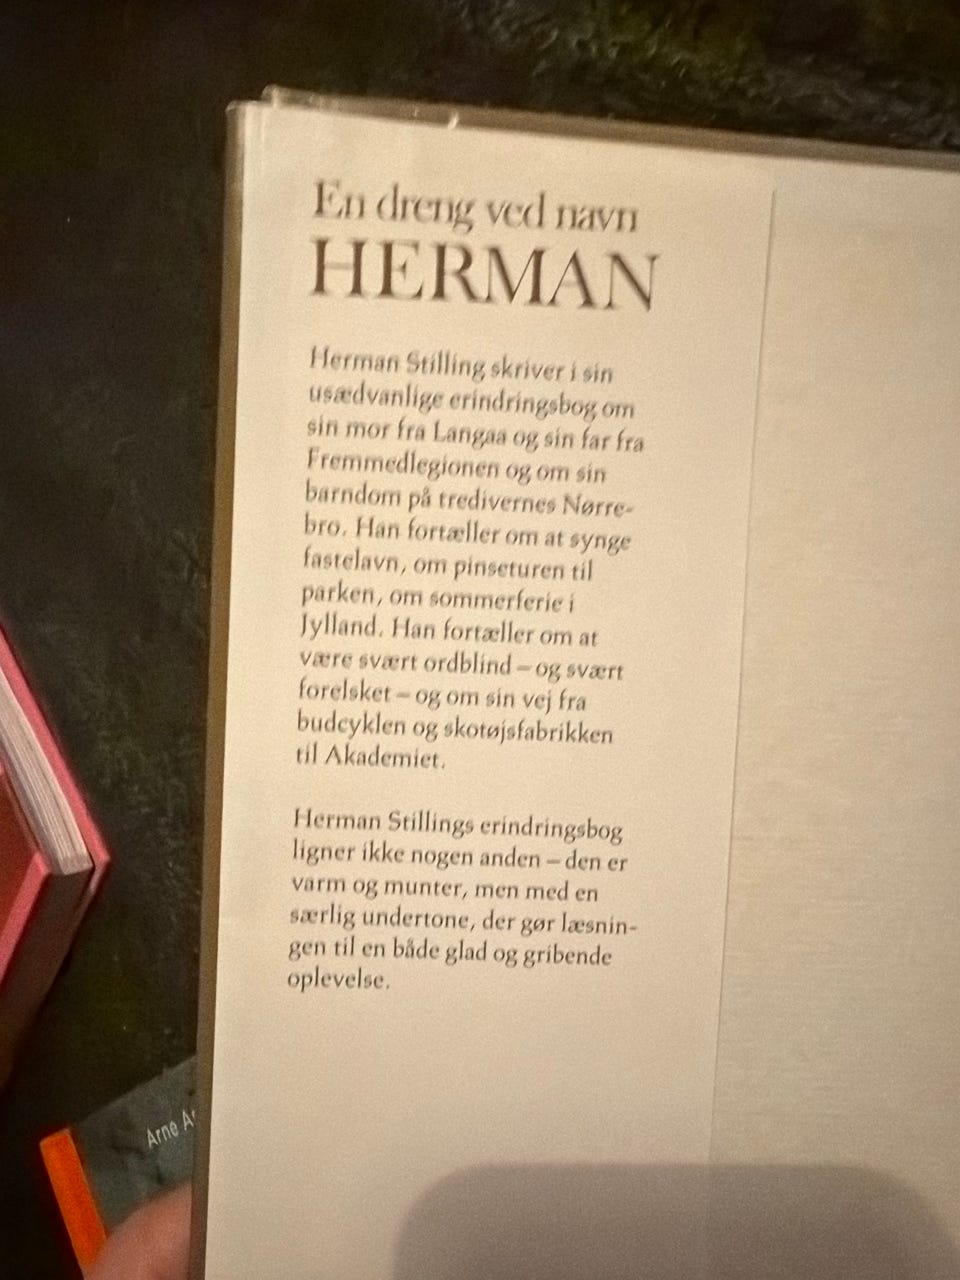 En dreng ved navn
HERMAN
Herman Stilling skriver i sin
usædvanlige erindringsbog om
sin mor fra Langaa og sin far fra
Fremmedlegionen og om sin
barndom på tredivernes Nørre-
bro. Han fortæller om at synge
fastelavn, om pinseturen til
parken, om sommerferie i
Jylland. Han fortæller om at
være svært ordblind – og svært
forelsket – og om sin vej fra
budcyklen og skotøjsfabrikken
til Akademiet.
Herman Stillings erindringsbog
ligner ikke nogen anden – den er
varm og munter, men med en
særlig undertone, der gør læsnin-
gen til en både glad og gribende
oplevelse.
Arne